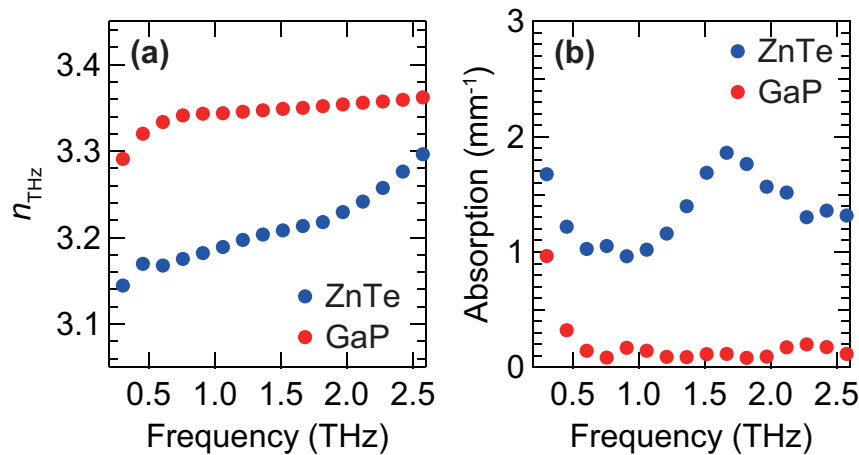 (a)
3.4
3.3
3.2
3.1
n THz
ZnTe
GaP
0.5 1.0 1.5 2.0 2.5
Frequency (THz)
(b)
ZnTe
GaP
3
2
1
0
Absorption (mm⁻¹)
0.5 1.0 1.5 2.0 2.5
Frequency (THz)